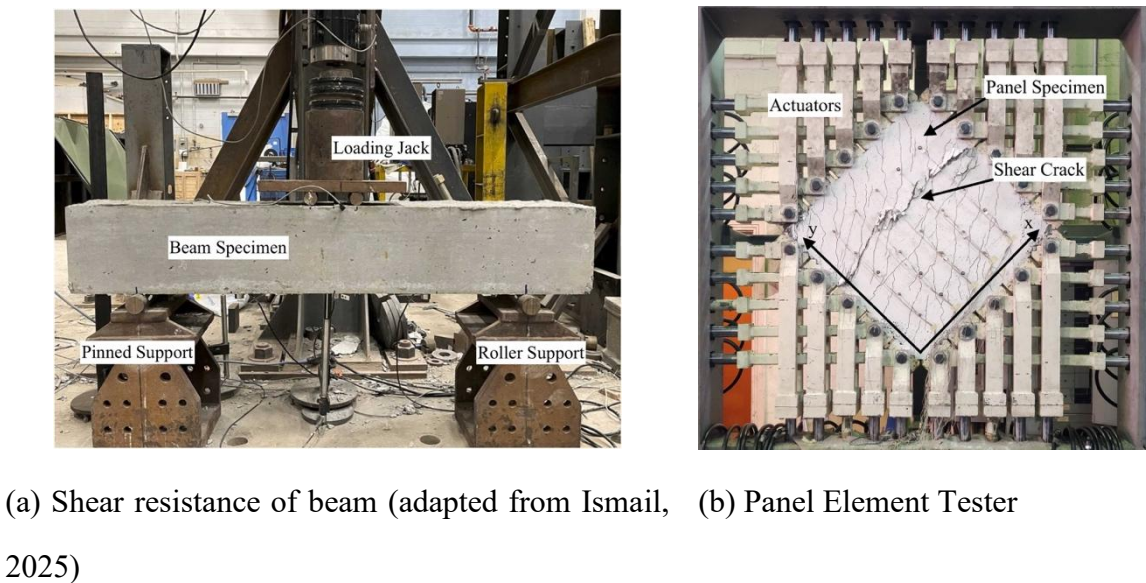 Loading Jack
Beam Specimen
Pinned Support
Roller Support
Actuators
Panel Specimen
Shear Crack
y
x
(a) Shear resistance of beam (adapted from Ismail,
2025)
(b) Panel Element Tester